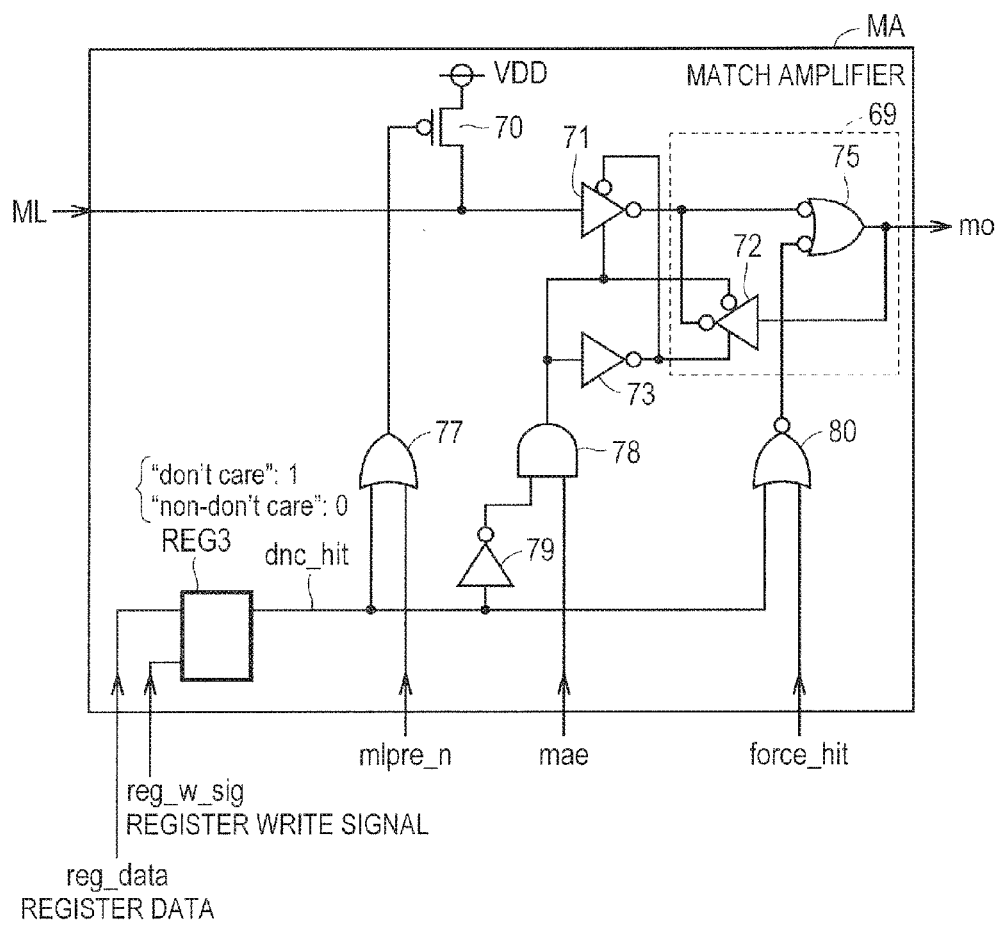 MA
VDD
MATCH AMPLIFIER
70
71
69
75
ML
mo
72
73
77
78
80
"don't care": 1
"non-don't care": 0
REG3
dnc_hit
79
mlpre_n
mae
force_hit
reg_w_sig
REGISTER WRITE SIGNAL
reg_data
REGISTER DATA